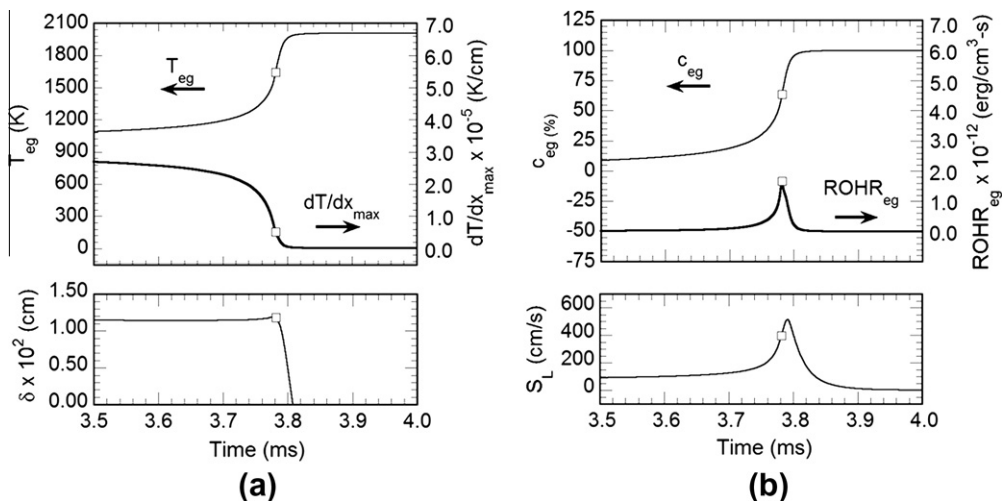 2100
1800
1500
1200
900
600
300
0
T_eg (K)
7.0
6.0
5.0
4.0
3.0
2.0
1.0
0.0
dT/dx_max x 10^-5 (K/cm)
T_eg
dT/dx_max
1.50
1.00
0.50
0.00
δ x 10^2 (cm)
3.5 3.6 3.7 3.8 3.9 4.0
Time (ms)
(a)
125
100
75
50
25
0
-25
-50
-75
c_eg (%)
7.0
6.0
5.0
4.0
3.0
2.0
1.0
0.0
ROHR_eg x 10^-12 (erg/cm^3-s)
c_eg
ROHR_eg
600
400
200
0
S_L (cm/s)
3.5 3.6 3.7 3.8 3.9 4.0
Time (ms)
(b)